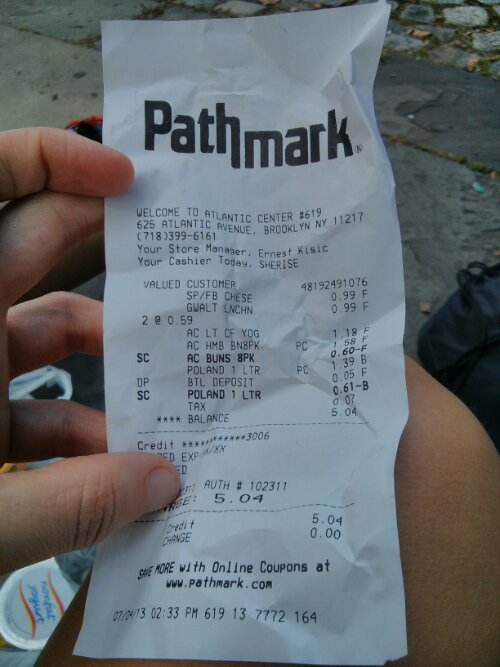 Pathmark®
WELCOME TO ATLANTIC CENTER #619
625 ATLANTIC AVENUE, BROOKLYN NY 11217
(718)399-6161
Your Store Manager, Ernest Kisic
Your Cashier Today, SHERISE
VALUED CUSTOMER 48192491076
SP/FB CHESE 0.99 F
GWALT LNCHN 0.99 F
2 @ 0.59
AC LT CF YOG 1.18 F
AC HMB BN8PK PC 1.58 F
SC AC BUNS 8PK 0.60-F
POLAND 1 LTR PC 1.39 B
DP BTL DEPOSIT 0.05 F
SC POLAND 1 LTR 0.61-B
TAX 0.07
**** BALANCE 5.04
Credit ************3006
EXP XX/XX
AUTH # 102311
5.04
Credit 5.04
CHANGE 0.00
SAVE MORE with Online Coupons at
www.pathmark.com
07/04/13 02:33 PM 619 13 7772 164
yogurt